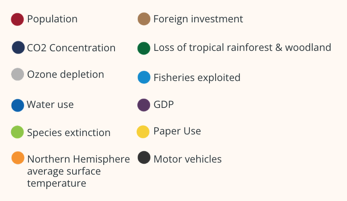 Population
Foreign investment
CO2 Concentration
Loss of tropical rainforest & woodland
Ozone depletion
Fisheries exploited
Water use
GDP
Species extinction
Paper Use
Northern Hemisphere
average surface
temperature
Motor vehicles